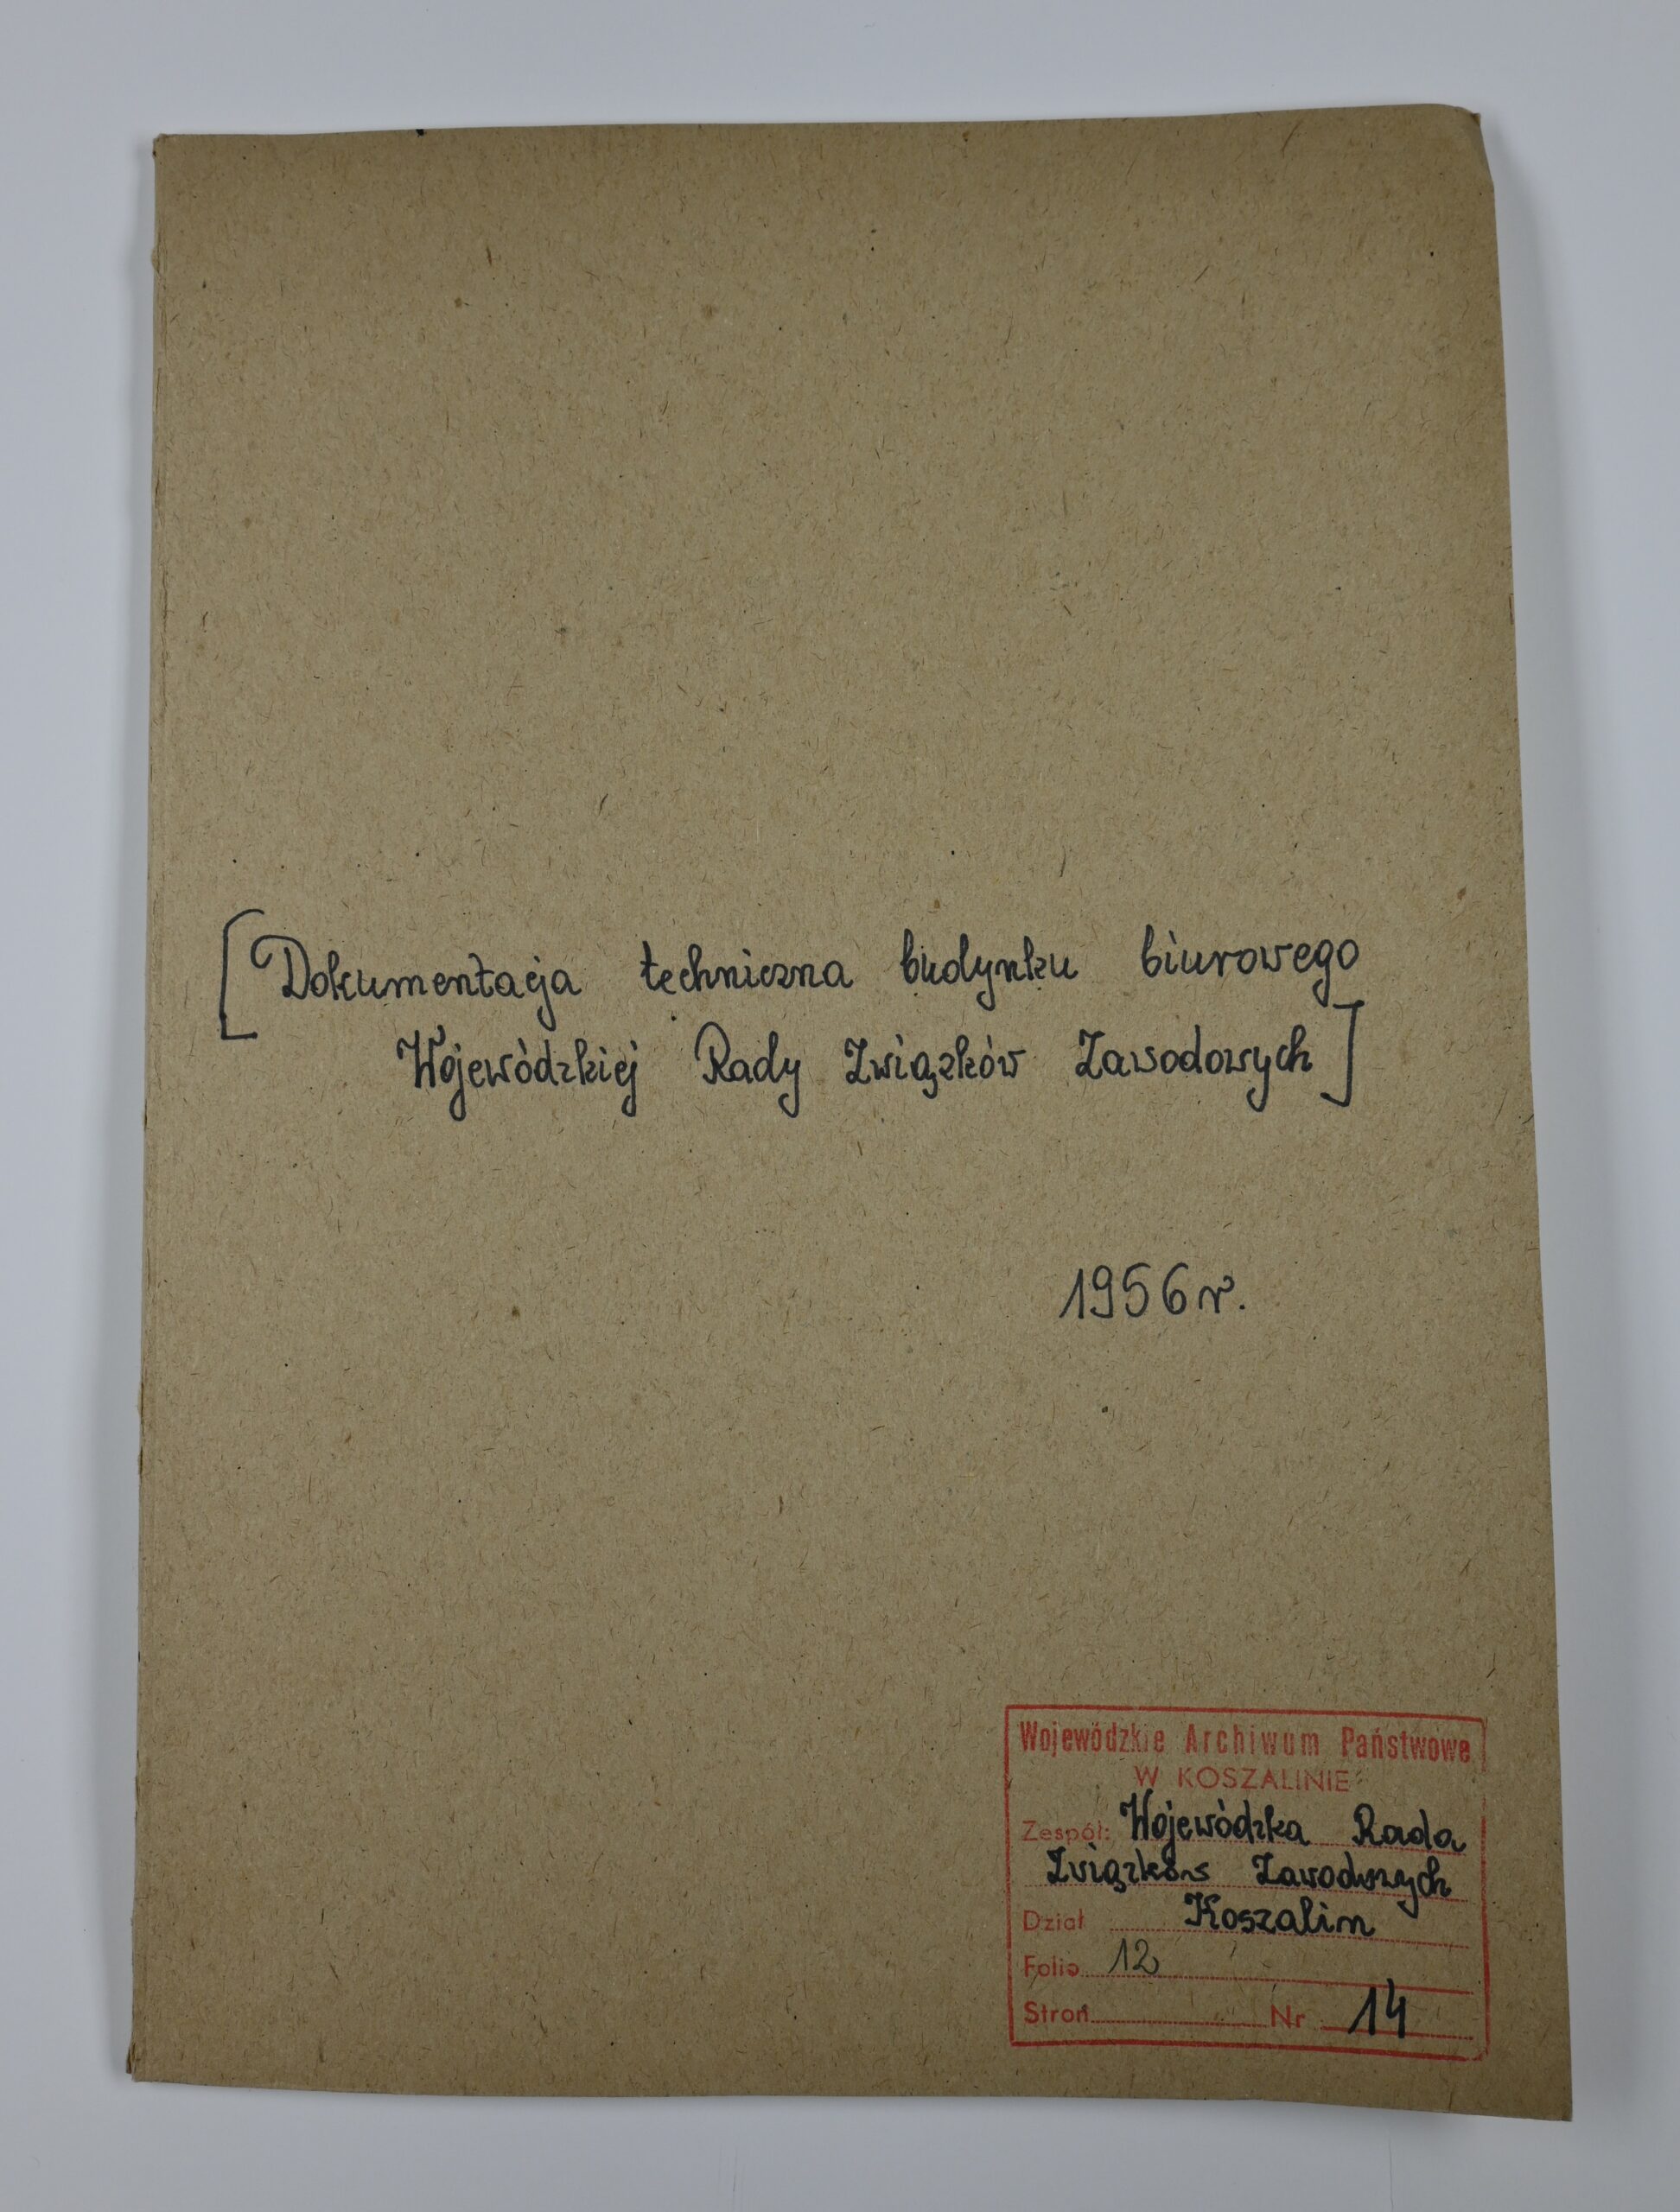 [Dokumentacja techniczna budynku biurowego
Wojewódzkiej Rady Związków Zawodowych]
1956 r.
Wojewódzkie Archiwum Państwowe
W KOSZALINIE
Zespół: Wojewódzka Rada
Związków Zawodowych
Dział Koszalin
Folio 12
Stron Nr 14